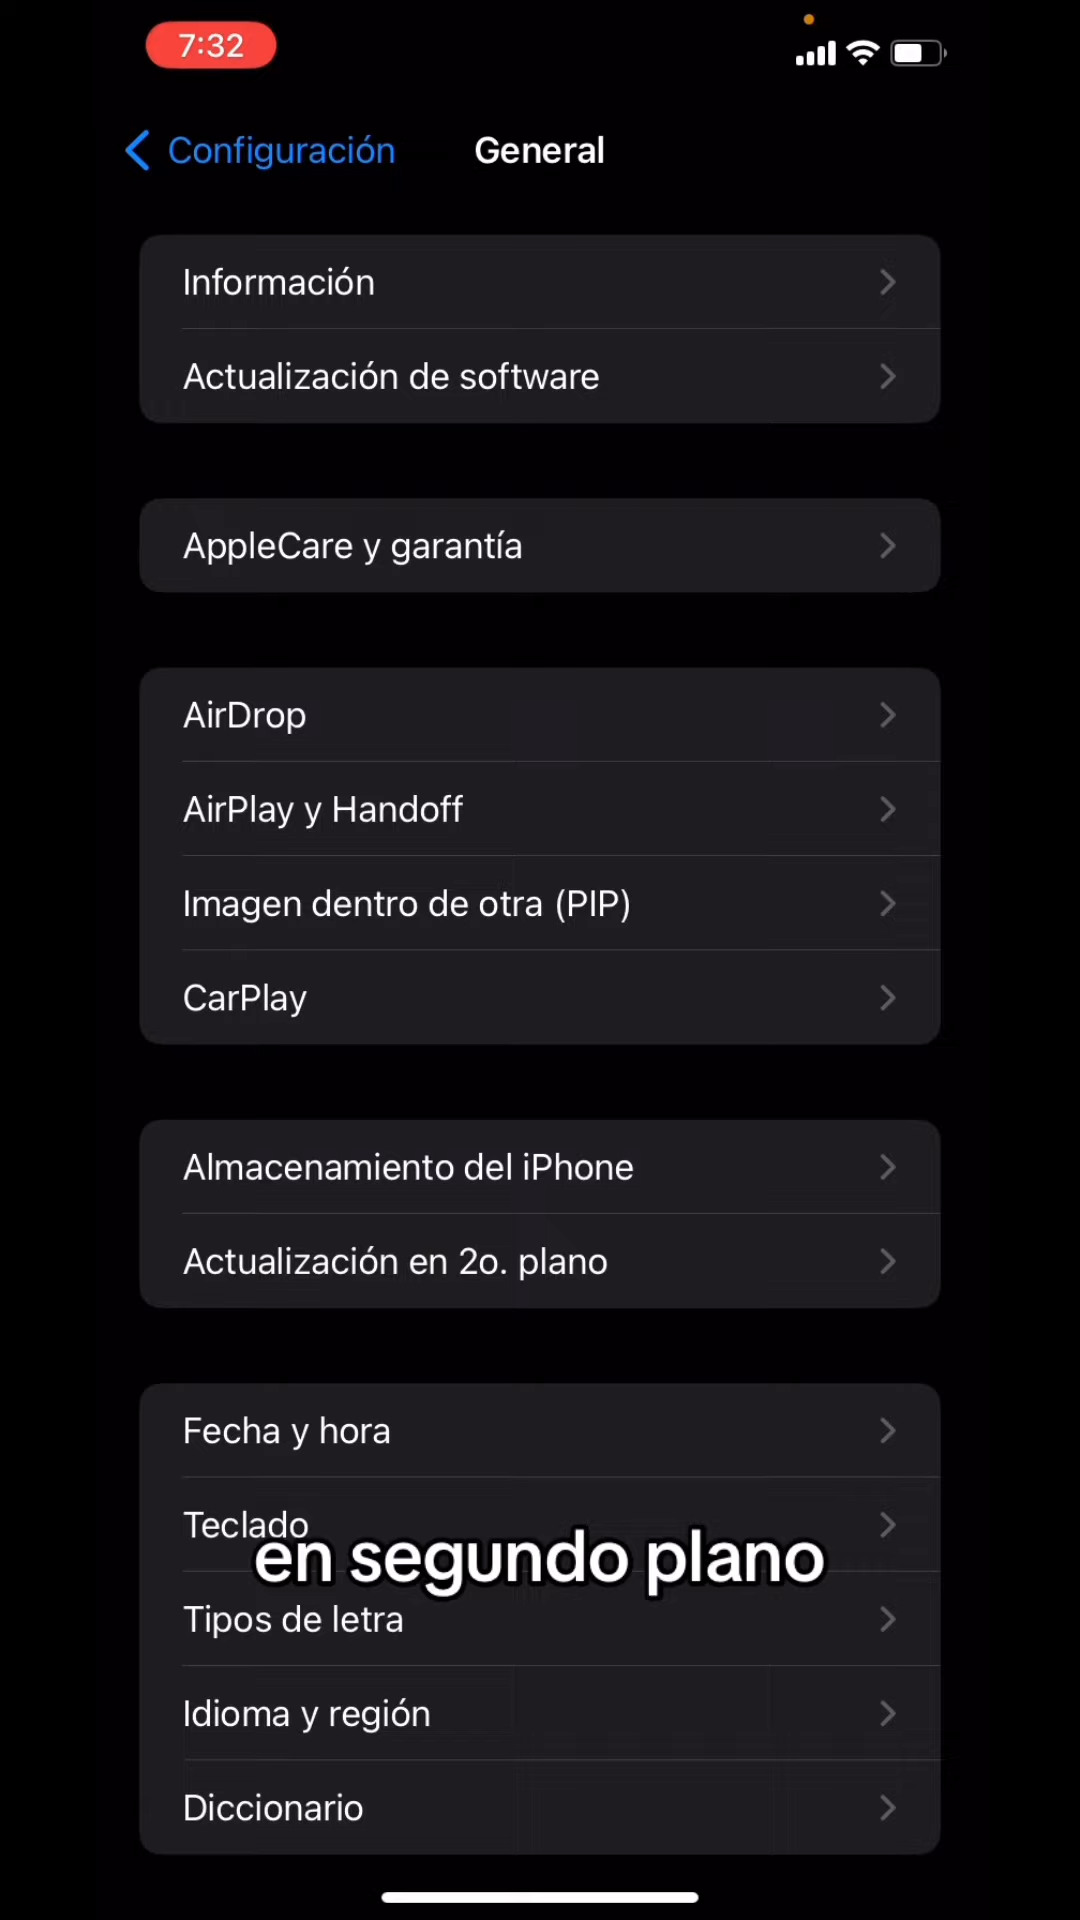 7:32
Configuración
General
Información
Actualización de software
AppleCare y garantía
AirDrop
AirPlay y Handoff
Imagen dentro de otra (PIP)
CarPlay
Almacenamiento del iPhone
Actualización en 2o. plano
Fecha y hora
Teclado
en segundo plano
Tipos de letra
Idioma y región
Diccionario